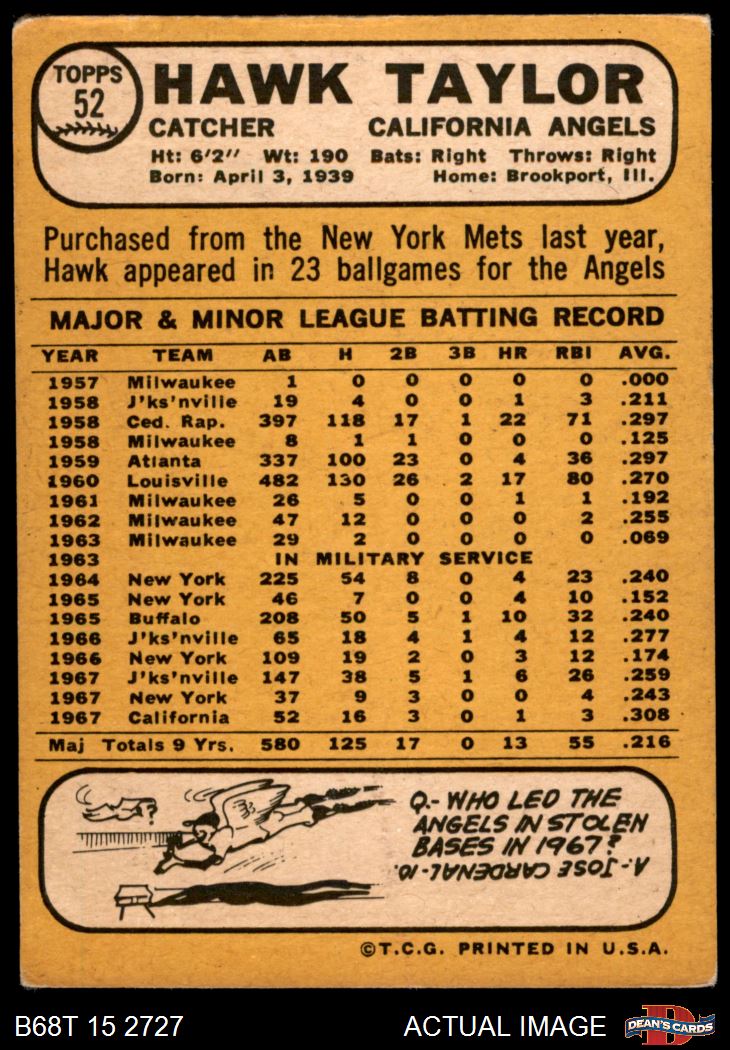 TOPPS
52
HAWK TAYLOR
CATCHER CALIFORNIA ANGELS
Ht: 6'2" Wt: 190 Bats: Right Throws: Right
Born: April 3, 1939 Home: Brookport, Ill.
Purchased from the New York Mets last year,
Hawk appeared in 23 ballgames for the Angels
MAJOR & MINOR LEAGUE BATTING RECORD
YEAR TEAM AB H 2B 3B HR RBI AVG.
1957 Milwaukee 1 0 0 0 0 0 .000
1958 J'ks'nville 19 4 0 0 1 3 .211
1958 Ced. Rap. 397 118 17 1 22 71 .297
1958 Milwaukee 8 1 1 0 0 0 .125
1959 Atlanta 337 100 23 0 4 36 .297
1960 Louisville 482 130 26 2 17 80 .270
1961 Milwaukee 26 5 0 0 1 1 .192
1962 Milwaukee 47 12 0 0 0 2 .255
1963 Milwaukee 29 2 0 0 0 0 .069
1963 IN MILITARY SERVICE
1964 New York 225 54 8 0 4 23 .240
1965 New York 46 7 0 0 4 10 .152
1965 Buffalo 208 50 5 1 10 32 .240
1966 J'ks'nville 65 18 4 1 4 12 .277
1966 New York 109 19 2 0 3 12 .174
1967 J'ks'nville 147 38 5 1 6 26 .259
1967 New York 37 9 3 0 0 4 .243
1967 California 52 16 3 0 1 3 .308
Maj Totals 9 Yrs. 580 125 17 0 13 55 .216
?
Q.- WHO LED THE
ANGELS IN STOLEN
BASES IN 1967?
A.- JOSE CARDENAL-10.
©T.C.G. PRINTED IN U.S.A.
B68T 15 2727 ACTUAL IMAGE
D
DEAN'S CARDS